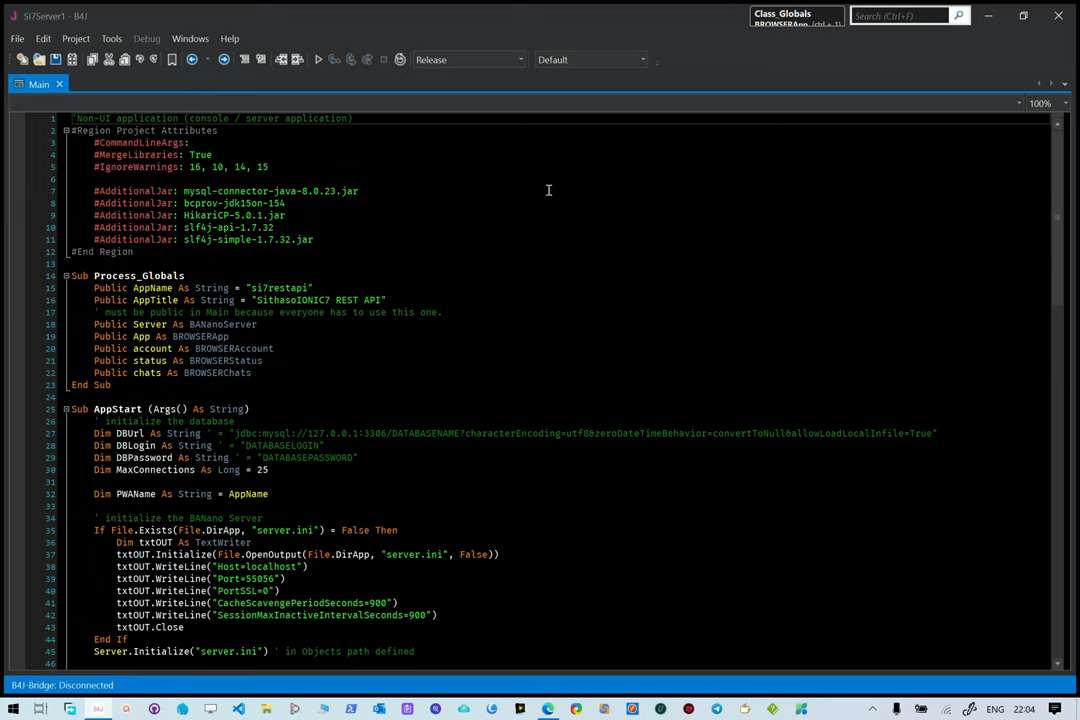 SI7Server1 - B4J
Class_Globals
BROWSERApp (ctrl + 1)
Search (Ctrl+F)
File Edit Project Tools Debug Windows Help
Release
Default
Main
100%
1 'Non-UI application (console / server application)
2 #Region Project Attributes
3 #CommandLineArgs:
4 #MergeLibraries: True
5 #IgnoreWarnings: 16, 10, 14, 15
6
7 #AdditionalJar: mysql-connector-java-8.0.23.jar
8 #AdditionalJar: bcprov-jdk15on-154
9 #AdditionalJar: HikariCP-5.0.1.jar
10 #AdditionalJar: slf4j-api-1.7.32
11 #AdditionalJar: slf4j-simple-1.7.32.jar
12 #End Region
13
14 Sub Process_Globals
15 Public AppName As String = "si7restapi"
16 Public AppTitle As String = "SithasoIONIC7 REST API"
17 ' must be public in Main because everyone has to use this one.
18 Public Server As BANanoServer
19 Public App As BROWSERApp
20 Public account As BROWSERAccount
21 Public status As BROWSERStatus
22 Public chats As BROWSERChats
23 End Sub
24
25 Sub AppStart (Args() As String)
26 ' initialize the database
27 Dim DBUrl As String ' = "jdbc:mysql://127.0.0.1:3306/DATABASENAME?characterEncoding=utf8&zeroDateTimeBehavior=convertToNull&allowLoadLocalInfile=True"
28 Dim DBLogin As String ' = "DATABASELOGIN"
29 Dim DBPassword As String ' = "DATABASEPASSWORD"
30 Dim MaxConnections As Long = 25
31
32 Dim PWAName As String = AppName
33
34 ' initialize the BANano Server
35 If File.Exists(File.DirApp, "server.ini") = False Then
36 Dim txtOUT As TextWriter
37 txtOUT.Initialize(File.OpenOutput(File.DirApp, "server.ini", False))
38 txtOUT.WriteLine("Host=localhost")
39 txtOUT.WriteLine("Port=55056")
40 txtOUT.WriteLine("PortSSL=0")
41 txtOUT.WriteLine("CacheScavengePeriodSeconds=900")
42 txtOUT.WriteLine("SessionMaxInactiveIntervalSeconds=900")
43 txtOUT.Close
44 End If
45 Server.Initialize("server.ini") ' in Objects path defined
46
B4J-Bridge: Disconnected
B4J
ENG 22:04